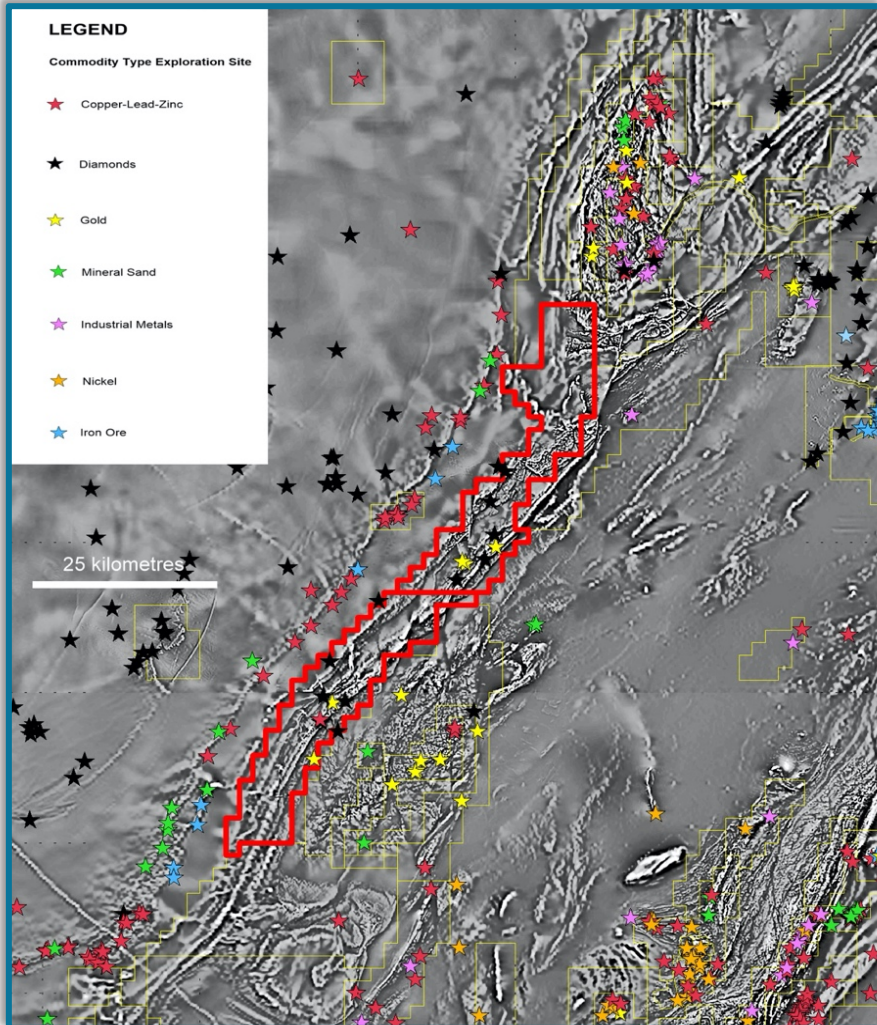 LEGEND
Commodity Type Exploration Site
Copper-Lead-Zinc
Diamonds
Gold
Mineral Sand
Industrial Metals
Nickel
Iron Ore
25 kilometres